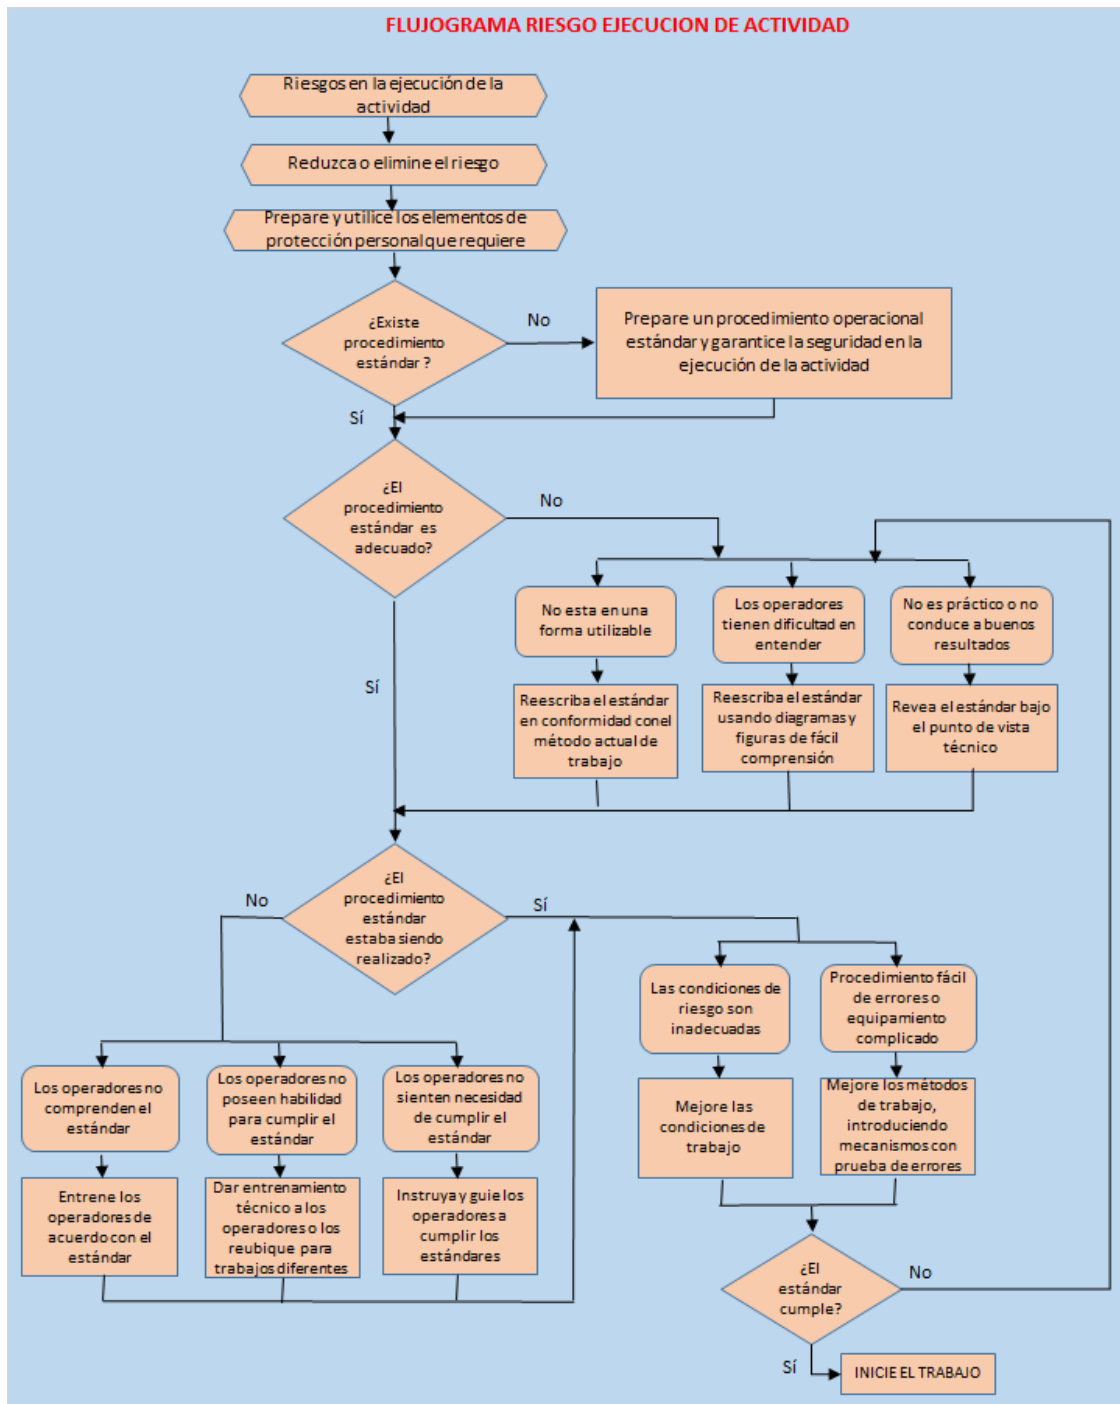 FLUJOGRAMA RIESGO EJECUCION DE ACTIVIDAD
Riesgos en la ejecución de la
actividad
Reduzca o elimine el riesgo
Prepare y utilice los elementos de
protección personal que requiere
¿Existe
procedimiento
estándar ?
No
Prepare un procedimiento operacional
estándar y garantice la seguridad en la
ejecución de la actividad
Sí
¿El
procedimiento
estándar es
adecuado?
No
No esta en una
forma utilizable
Los operadores
tienen dificultad en
entender
No es práctico o no
conduce a buenos
resultados
Sí
Reescriba el estándar
en conformidad conel
método actual de
trabajo
Reescriba el estándar
usando diagramas y
figuras de fácil
comprensión
Revea el estándar bajo
el punto de vista
técnico
¿El
procedimiento
estándar
estaba siendo
realizado?
No
Sí
Las condiciones de
riesgo son
inadecuadas
Procedimiento fácil
de errores o
equipamiento
complicado
Los operadores no
comprenden el
estándar
Los operadores no
poseen habilidad
para cumplir el
estándar
Los operadores no
sienten necesidad
de cumplir el
estándar
Mejore las
condiciones de
trabajo
Mejore los métodos
de trabajo,
introduciendo
mecanismos con
prueba de errores
Entrene los
operadores de
acuerdo con el
estándar
Dar entrenamiento
técnico a los
operadores o los
reubique para
trabajos diferentes
Instruya y guie los
operadores a
cumplir los
estándares
¿El
estándar
cumple?
No
Sí
INICIE EL TRABAJO